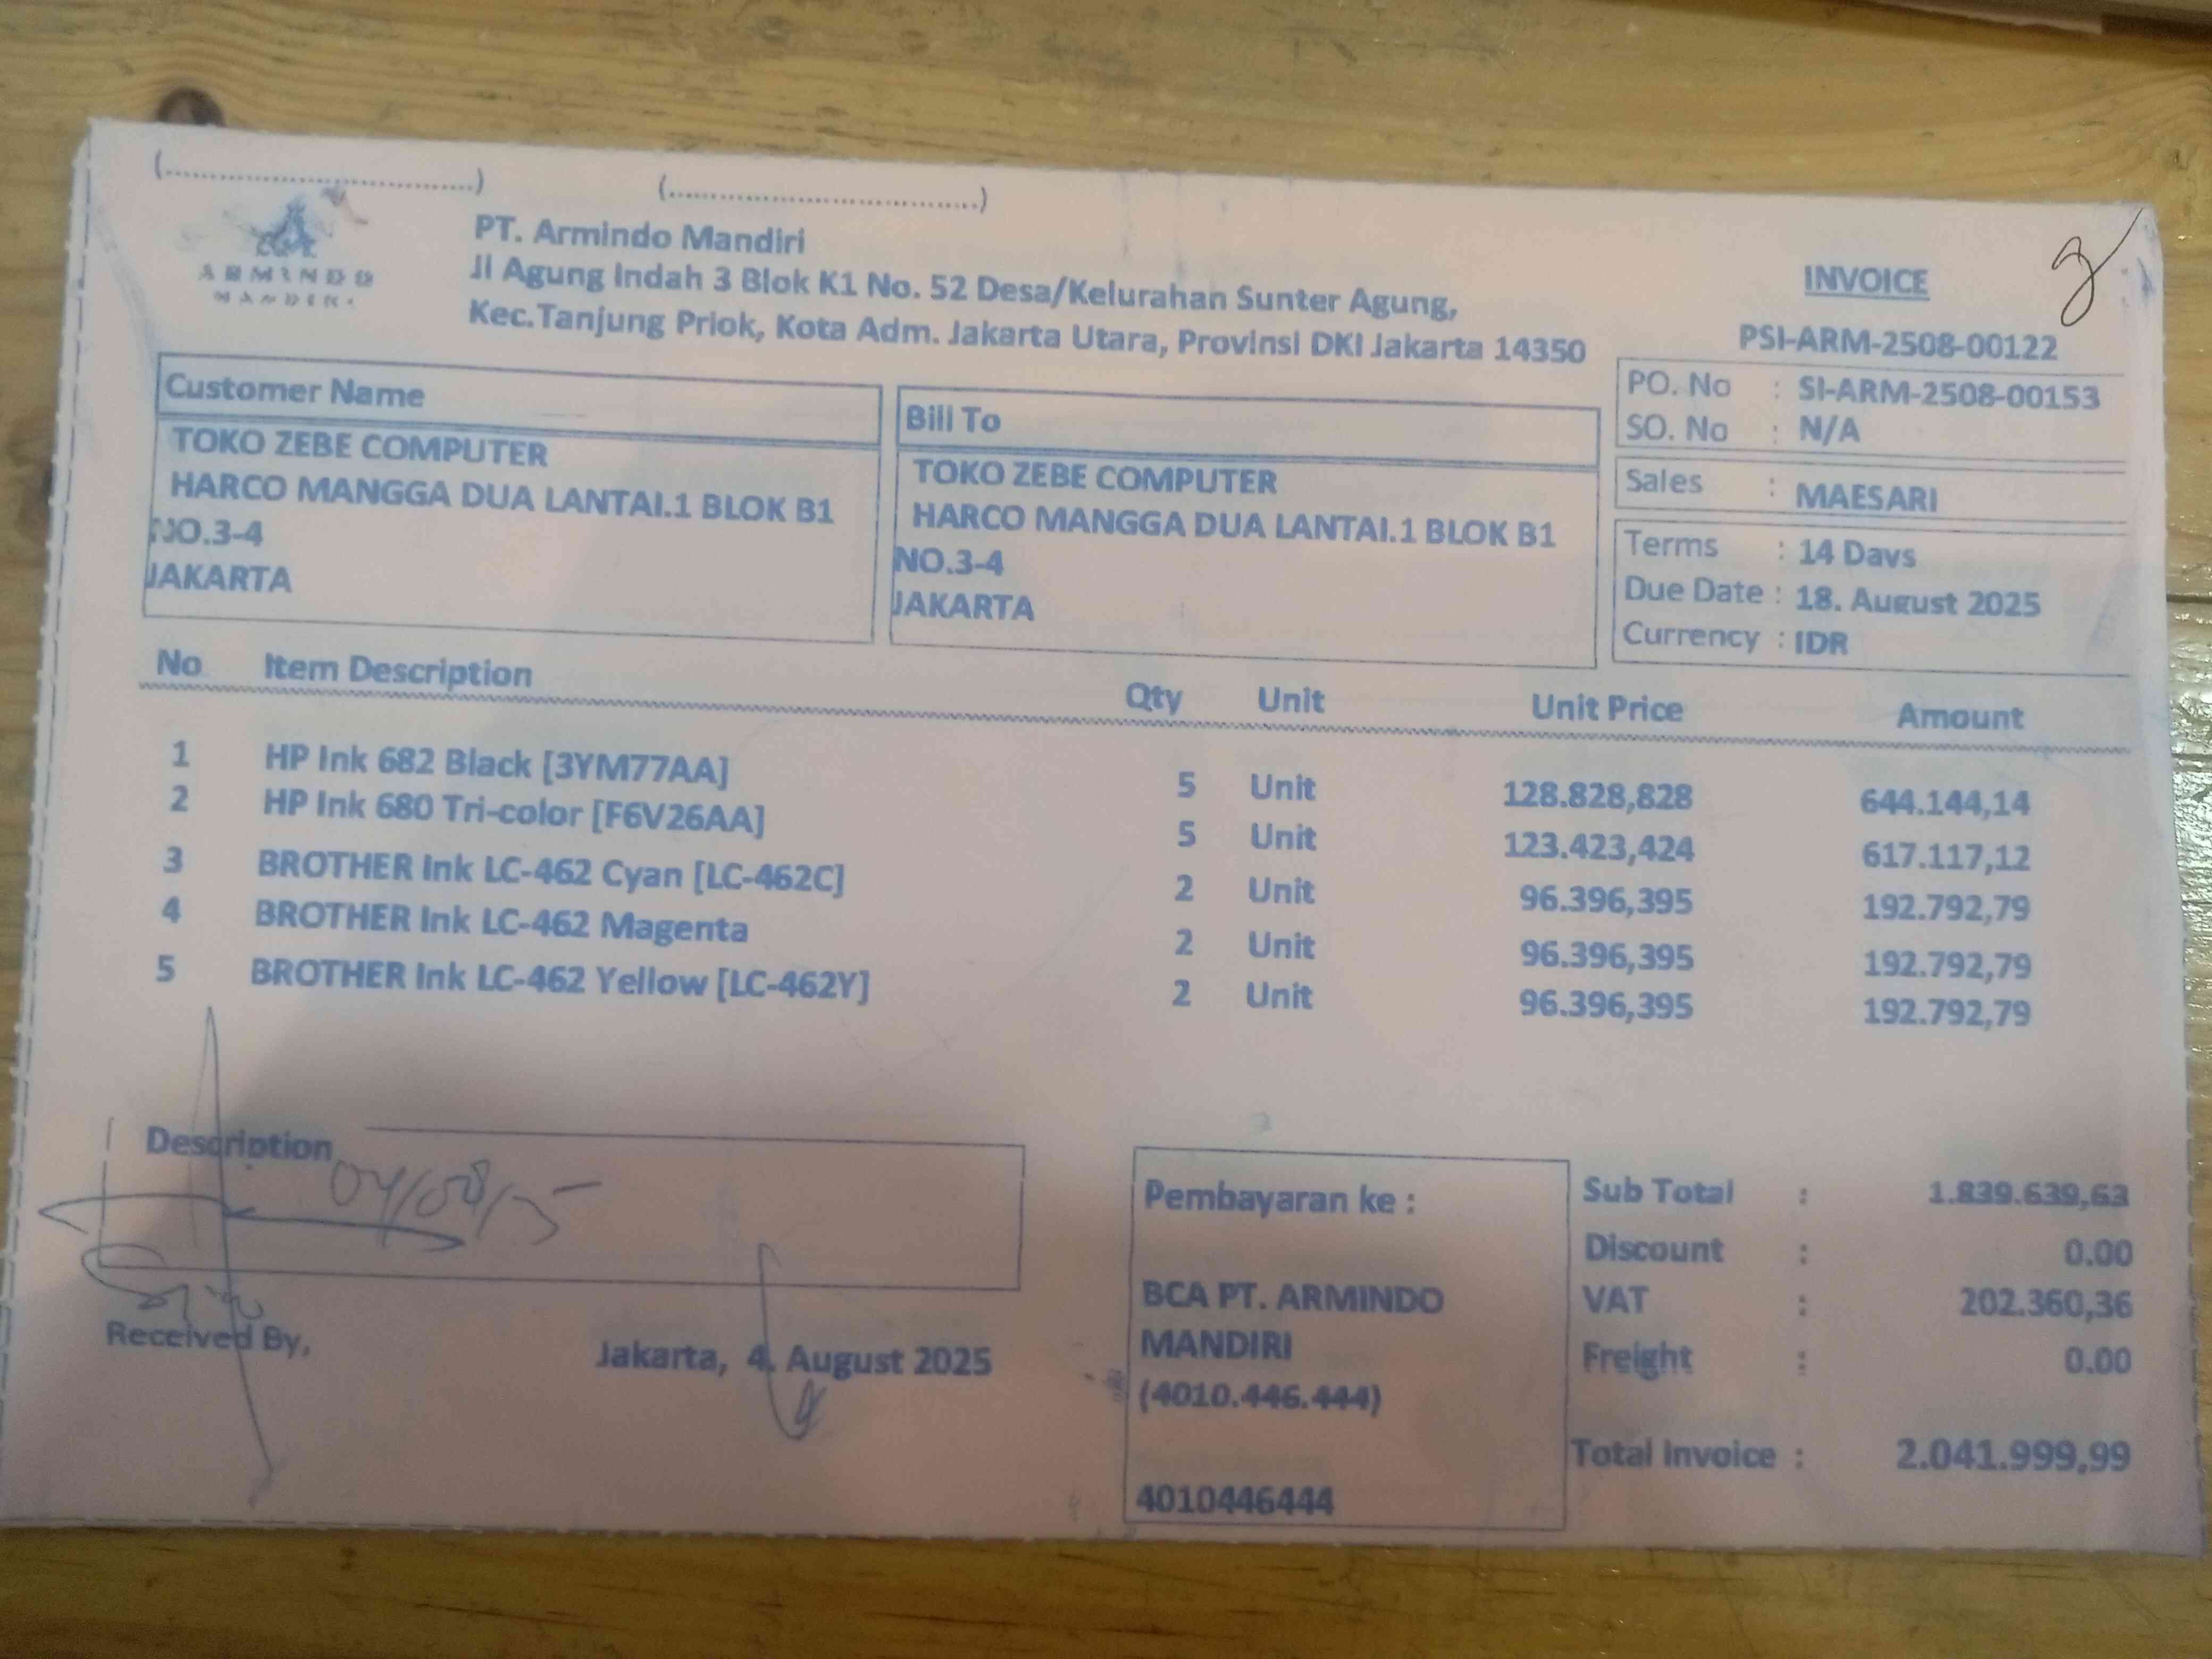 (................................)
(................................)
ARMINDO
MANDIRI
PT. Armindo Mandiri
Jl Agung Indah 3 Blok K1 No. 52 Desa/Kelurahan Sunter Agung,
Kec.Tanjung Priok, Kota Adm. Jakarta Utara, Provinsi DKI Jakarta 14350
INVOICE
PSI-ARM-2508-00122
PO. No : SI-ARM-2508-00153
SO. No : N/A
Sales : MAESARI
Terms : 14 Days
Due Date : 18. August 2025
Currency : IDR
Customer Name
TOKO ZEBE COMPUTER
HARCO MANGGA DUA LANTAI.1 BLOK B1
NO.3-4
JAKARTA
Bill To
TOKO ZEBE COMPUTER
HARCO MANGGA DUA LANTAI.1 BLOK B1
NO.3-4
JAKARTA
No Item Description Qty Unit Unit Price Amount
1 HP Ink 682 Black [3YM77AA] 5 Unit 128.828,828 644.144,14
2 HP Ink 680 Tri-color [F6V26AA] 5 Unit 123.423,424 617.117,12
3 BROTHER Ink LC-462 Cyan [LC-462C] 2 Unit 96.396,395 192.792,79
4 BROTHER Ink LC-462 Magenta 2 Unit 96.396,395 192.792,79
5 BROTHER Ink LC-462 Yellow [LC-462Y] 2 Unit 96.396,395 192.792,79
Description
Received By,
Jakarta, 4. August 2025
Pembayaran ke :
BCA PT. ARMINDO
MANDIRI
(4010.446.444)
4010446444
Sub Total : 1.839.639,63
Discount : 0.00
VAT : 202.360,36
Freight : 0.00
Total Invoice : 2.041.999,99